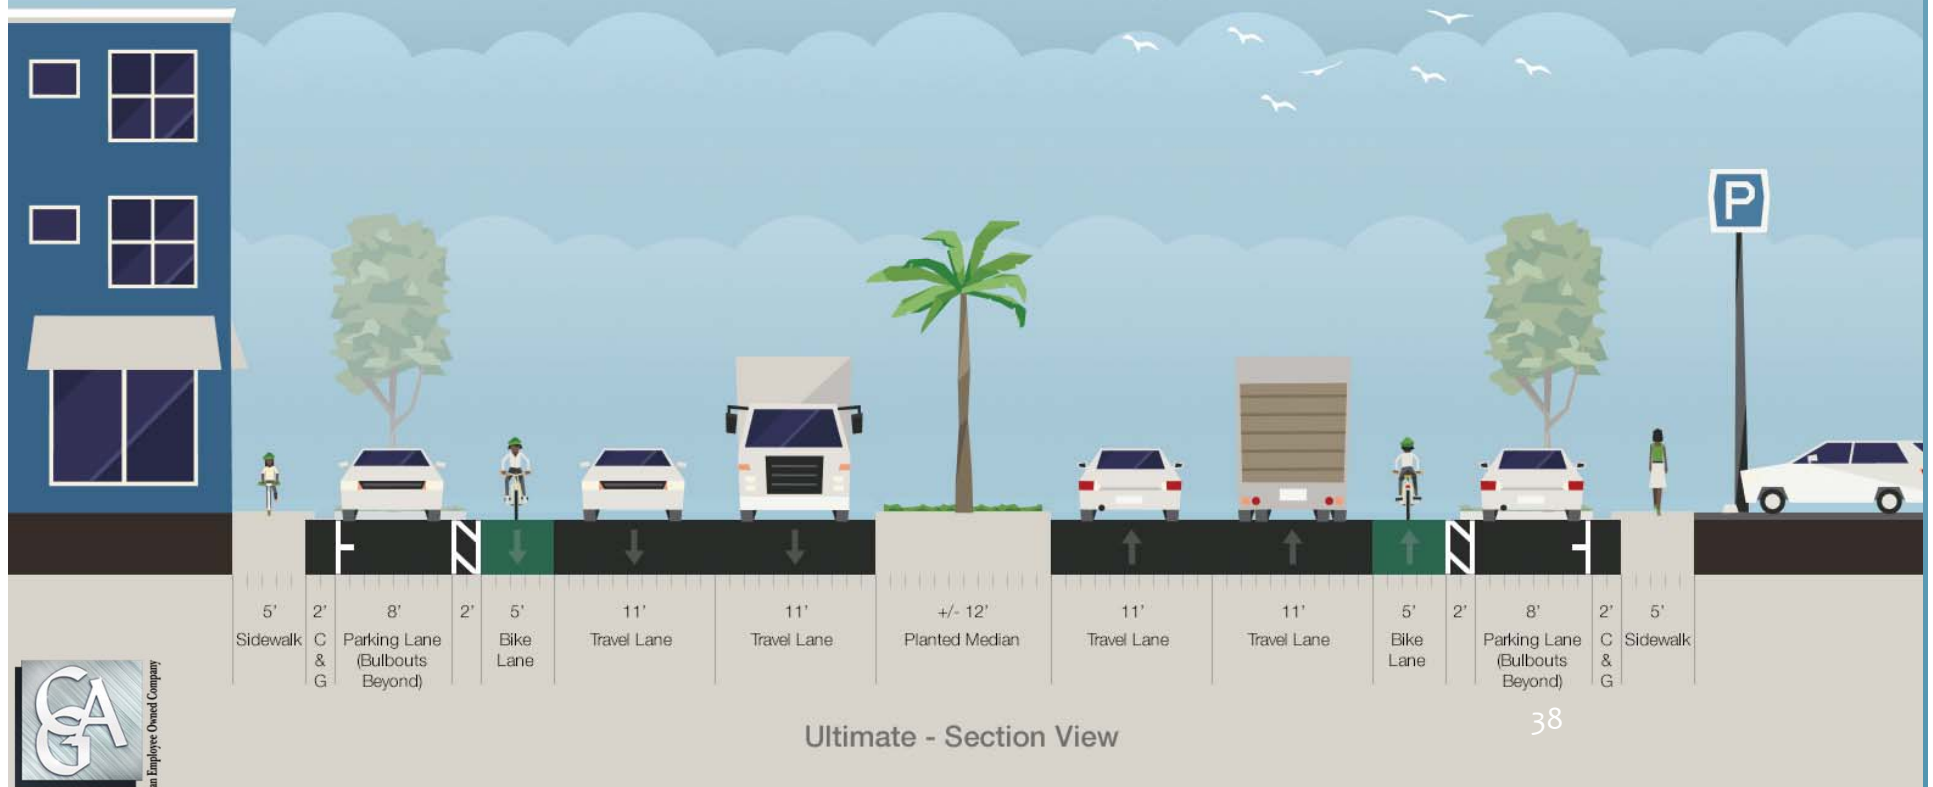 P
5' 2' 8' 2' 5' 11' 11' +/- 12' 11' 11' 5' 2' 8' 2' 5'
Sidewalk C Parking Lane Bike Travel Lane Travel Lane Planted Median Travel Lane Travel Lane Bike Parking Lane C Sidewalk
& (Bulbouts Lane Lane (Bulbouts &
G Beyond) Beyond) G
38
Ultimate - Section View
CGA
an Employee Owned Company